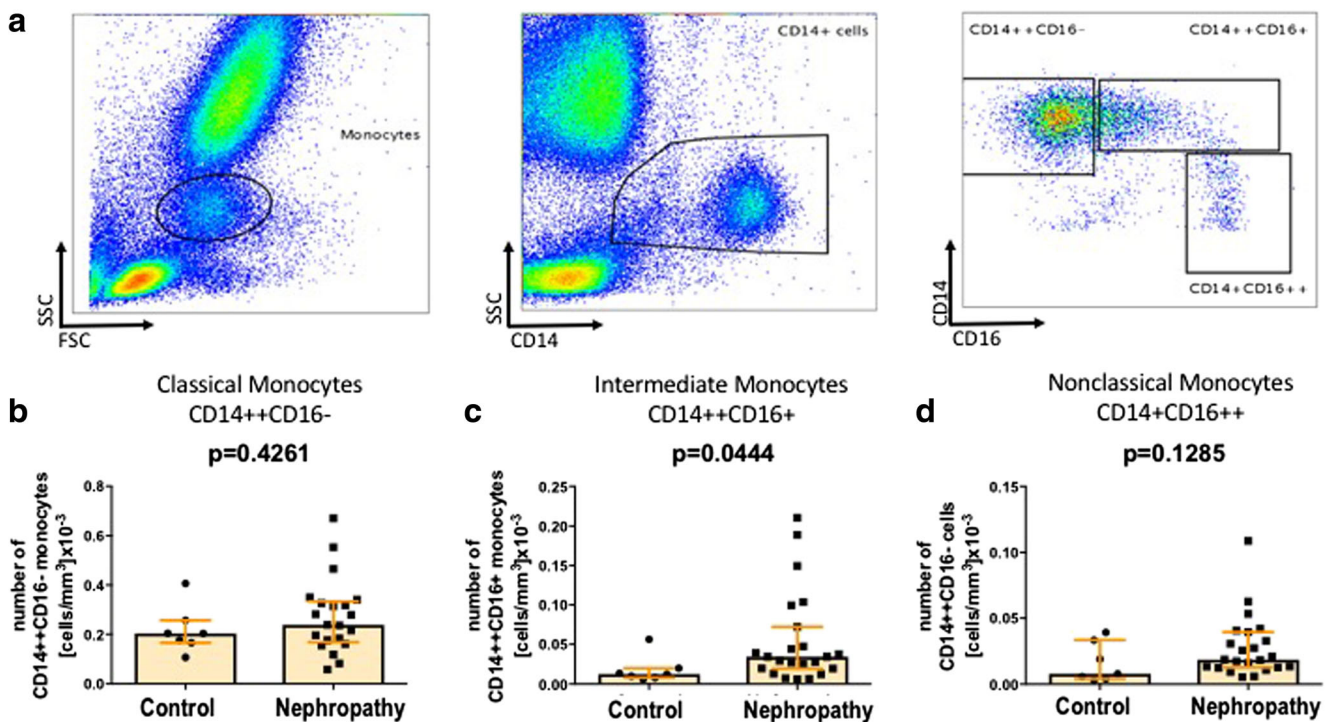 a
Monocytes
SSC
FSC
CD14+ cells
SSC
CD14
CD14++CD16-
CD14++CD16+
CD14+CD16++
CD14
CD16
b
Classical Monocytes
CD14++CD16-
p=0.4261
number of
CD14++CD16- monocytes
[cells/mm³]x10⁻³
0.8
0.6
0.4
0.2
0.0
Control
Nephropathy
c
Intermediate Monocytes
CD14++CD16+
p=0.0444
number of
CD14++CD16+ monocytes
[cells/mm³]x10⁻³
0.25
0.20
0.15
0.10
0.05
0.00
Control
Nephropathy
d
Nonclassical Monocytes
CD14+CD16++
p=0.1285
number of
CD14++CD16- cells
[cells/mm³]x10⁻³
0.15
0.10
0.05
0.00
Control
Nephropathy